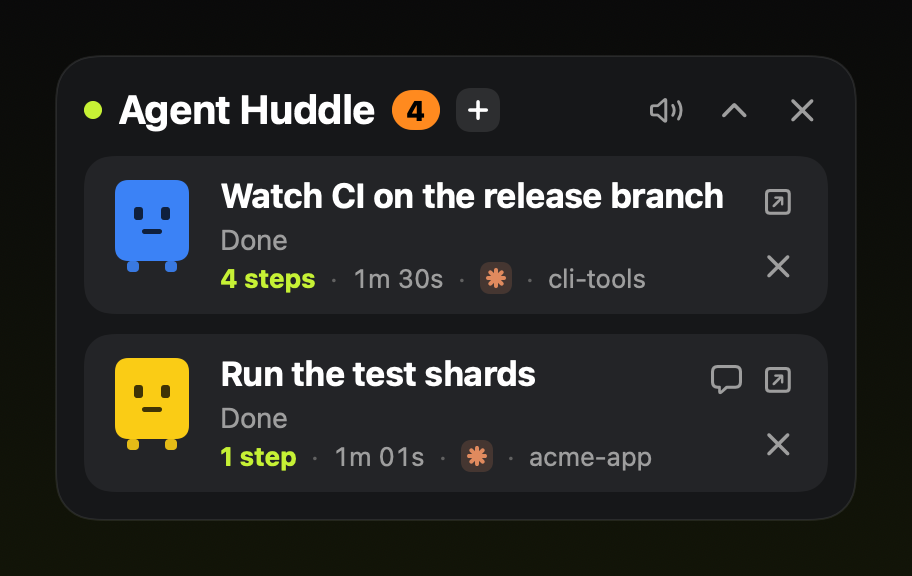 Agent Huddle 4 +
Watch CI on the release branch
Done
4 steps · 1m 30s · cli-tools
Run the test shards
Done
1 step · 1m 01s · acme-app